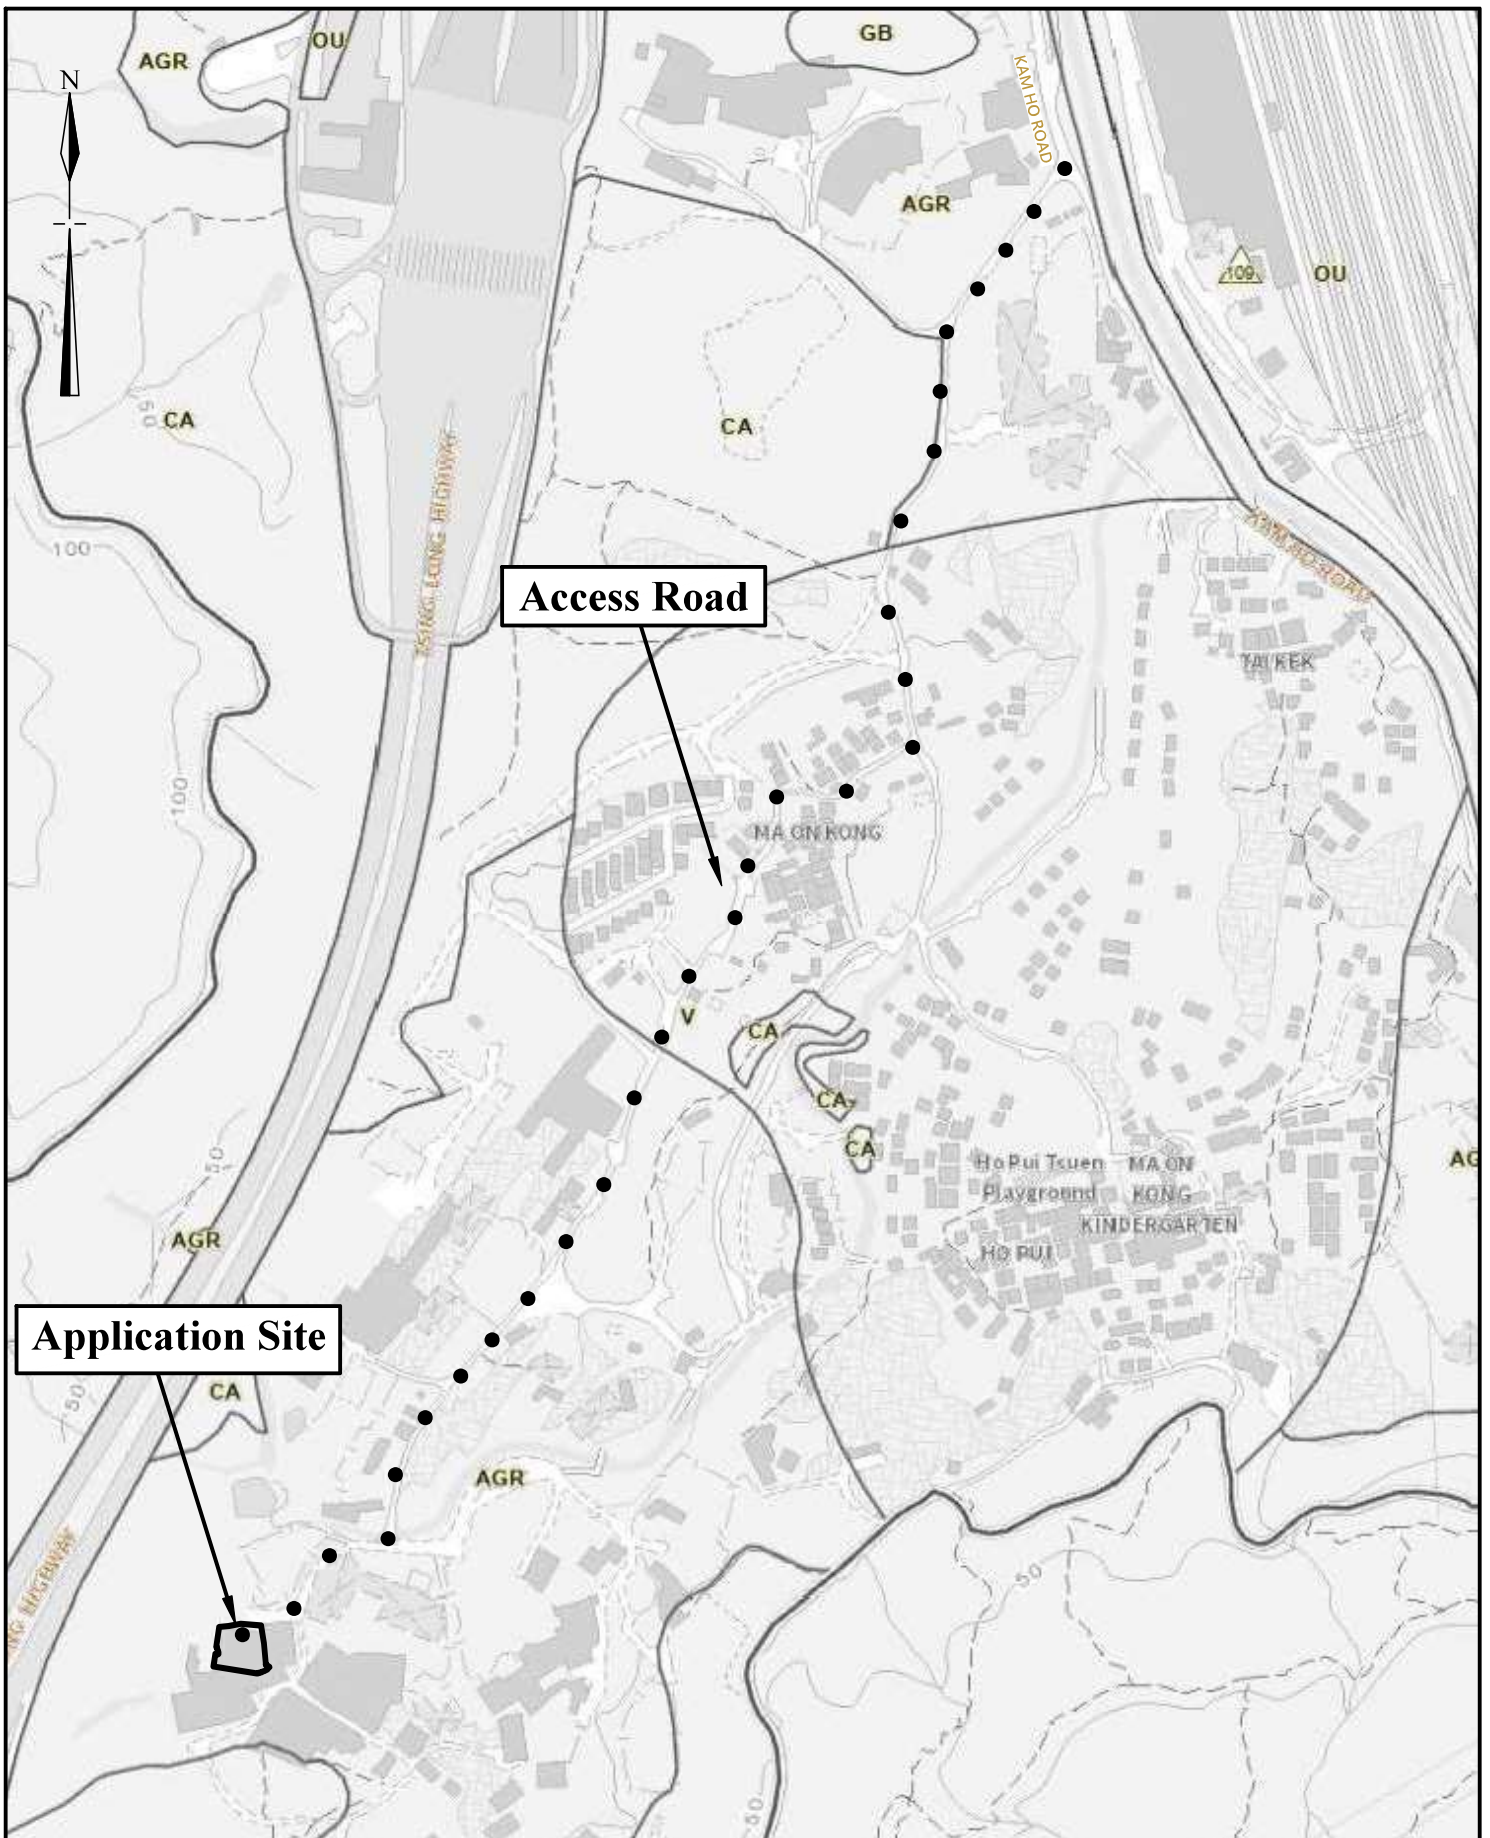 OU
GB
AGR
N
KAM HO ROAD
AGR
109
OU
CA
CA
TSING LONG HIGHWAY
100
KAM HO ROAD
Access Road
TAI KEK
100
MA ON KONG
V
CA
CA
CA
50
Ho Pui Tsuen
Playground
MA ON
KONG
KINDERGARTEN
HO PUI
AG
AGR
Application Site
CA
50
AGR
NG HIGHWAY
50
50